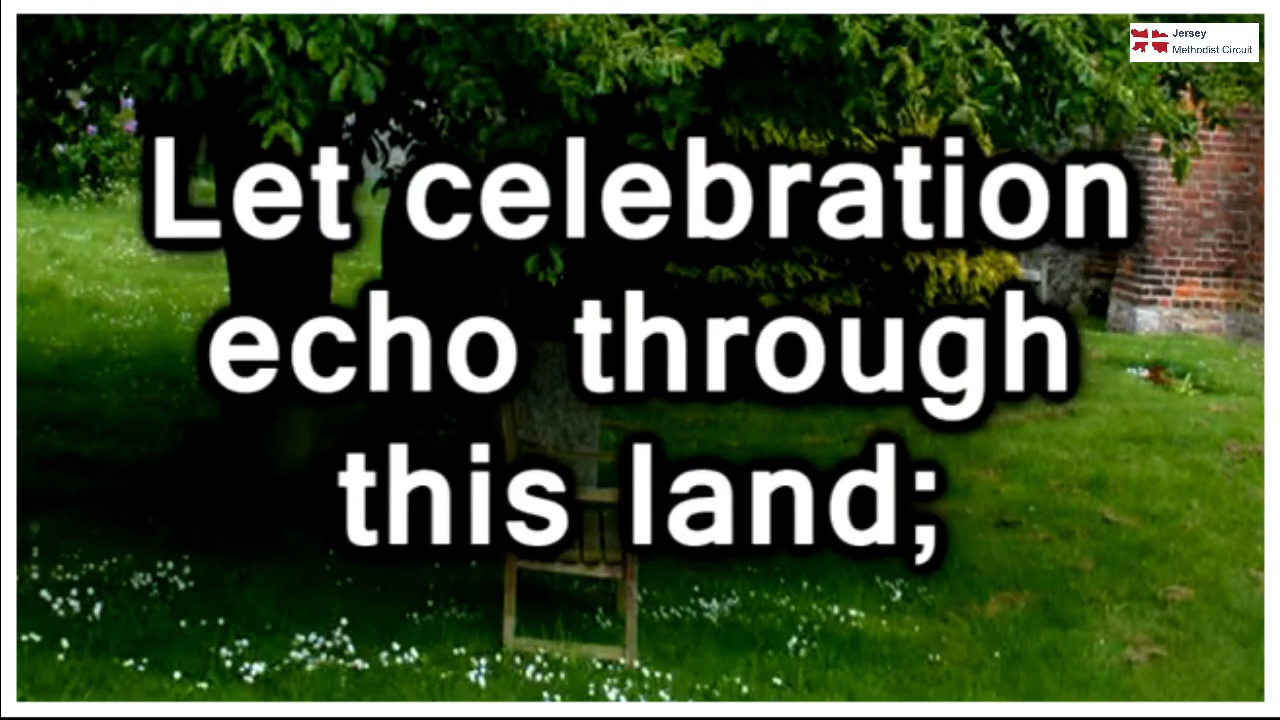 Jersey
Methodist Circuit
Let celebration
echo through
this land;